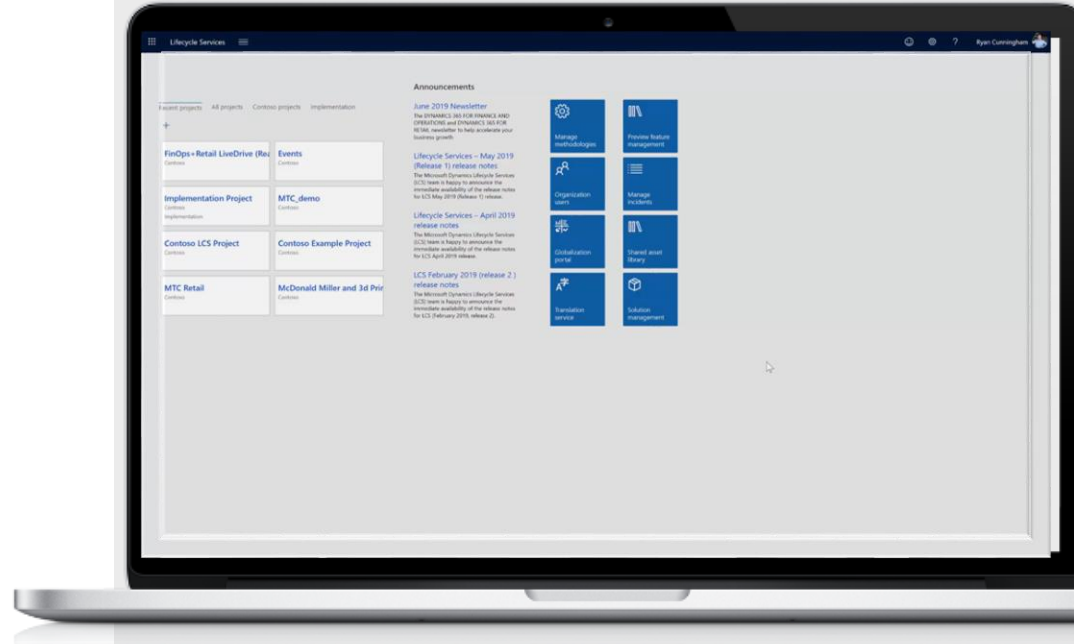 Lifecycle Services
? Ryan Cunningham
Recent projects All projects Contoso projects Implementation
+
FinOps+Retail LiveDrive (Rea
Contoso
Events
Contoso
Implementation Project
Contoso
Implementation
MTC_demo
Contoso
Contoso LCS Project
Contoso
Contoso Example Project
Contoso
MTC Retail
Contoso
McDonald Miller and 3d Prin
Contoso
Announcements
June 2019 Newsletter
The DYNAMICS 365 FOR FINANCE AND
OPERATIONS and DYNAMICS 365 FOR
RETAIL newsletter to help accelerate your
business growth
Lifecycle Services – May 2019
(Release 1) release notes
The Microsoft Dynamics Lifecycle Services
(LCS) team is happy to announce the
immediate availability of the release notes
for LCS May 2019 (Release 1) release.
Lifecycle Services – April 2019
release notes
The Microsoft Dynamics Lifecycle Services
(LCS) team is happy to announce the
immediate availability of the release notes
for LCS April 2019 release.
LCS February 2019 (release 2 )
release notes
The Microsoft Dynamics Lifecycle Services
(LCS) team is happy to announce the
immediate availability of the release notes
for LCS (February 2019, release 2).
Manage
methodologies
Preview feature
management
Organization
users
Manage
Incidents
Globalization
portal
Shared asset
library
Translation
service
Solution
management